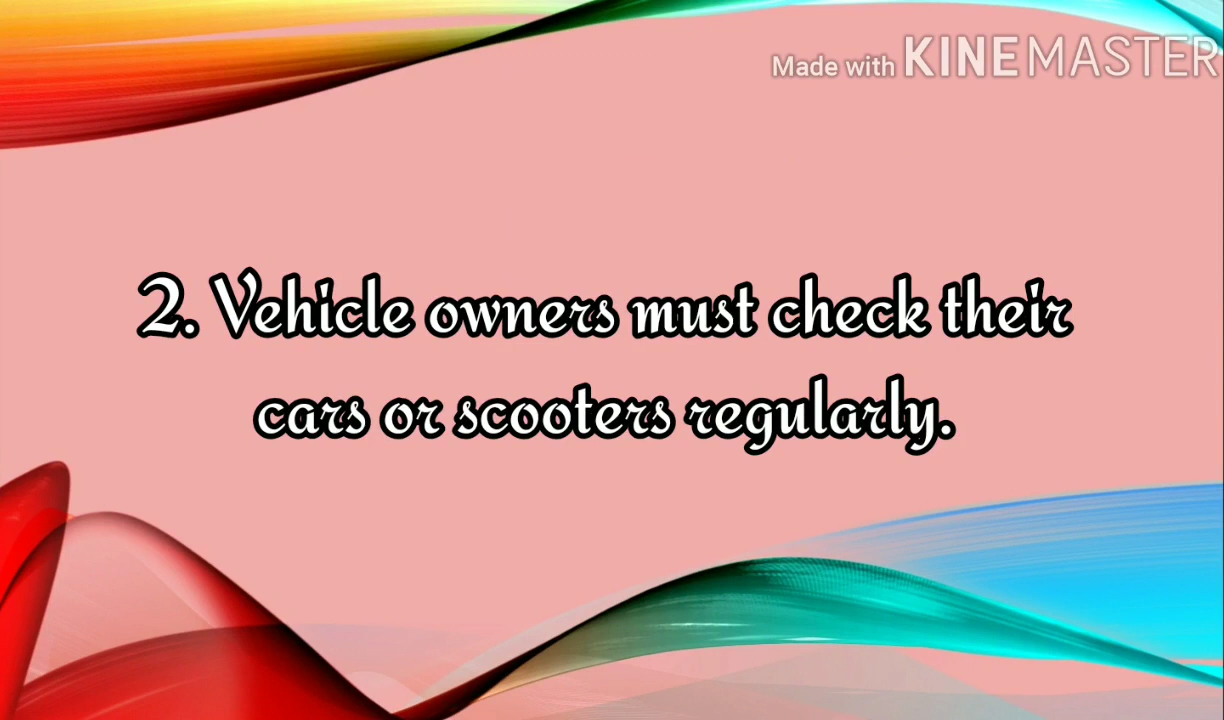 Made with KINEMASTER
2. Vehicle owners must check their
cars or scooters regularly.